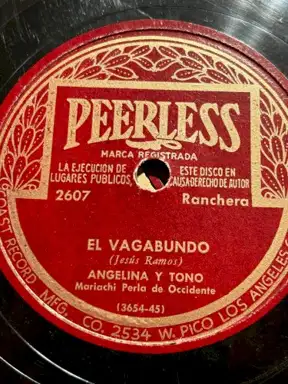 PEERLESS
MARCA REGISTRADA
LA EJECUCIÓN DE
LUGARES PUBLICOS,
ESTE DISCO EN
CAUSA DERECHO DE AUTOR
2607
Ranchera
EL VAGABUNDO
(Jesús Ramos)
ANGELINA Y TONO
Mariachi Perla de Occidente
(3654-45)
COAST RECORD MFG. CO. 2534 W. PICO LOS ANGELES